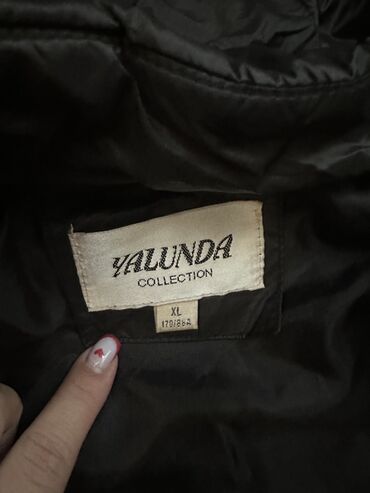 YALUNDA
COLLECTION
XL
170/88A